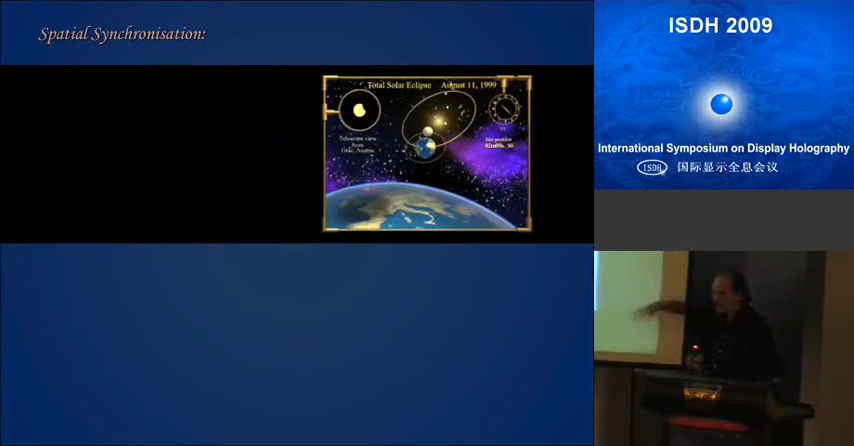 Spatial Synchronisation:
Total Solar Eclipse August 11, 1999
Telescope view
from
Graz, Austria
ISDH 2009
International Symposium on Display Holography
ISDH
国际显示全息会议